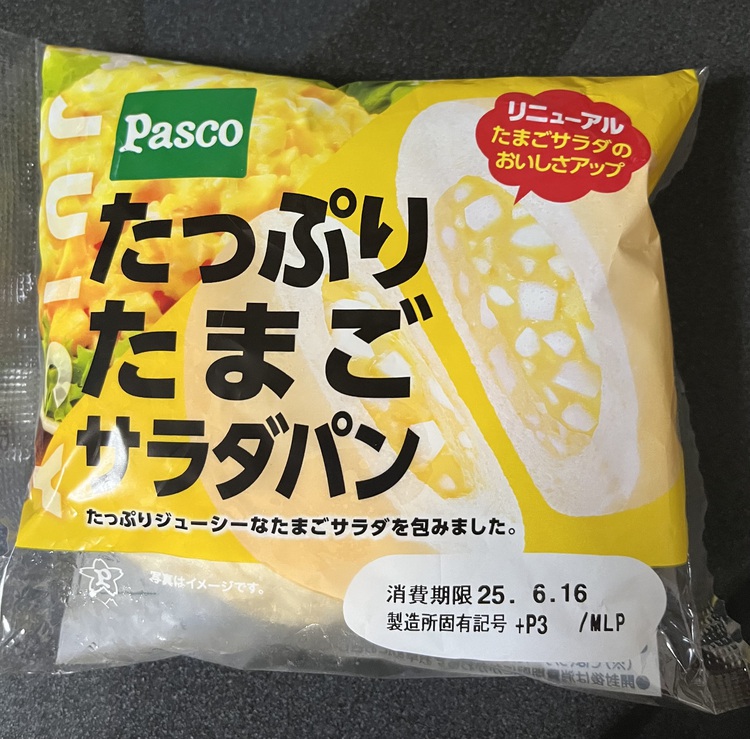 JUICY
Pasco
リニューアル
たまごサラダの
おいしさアップ
たっぷり
たまご
サラダパン
たっぷりジューシーなたまごサラダを包みました。
写真はイメージです。
消費期限 25. 6.16
製造所固有記号 +P3 /MLP